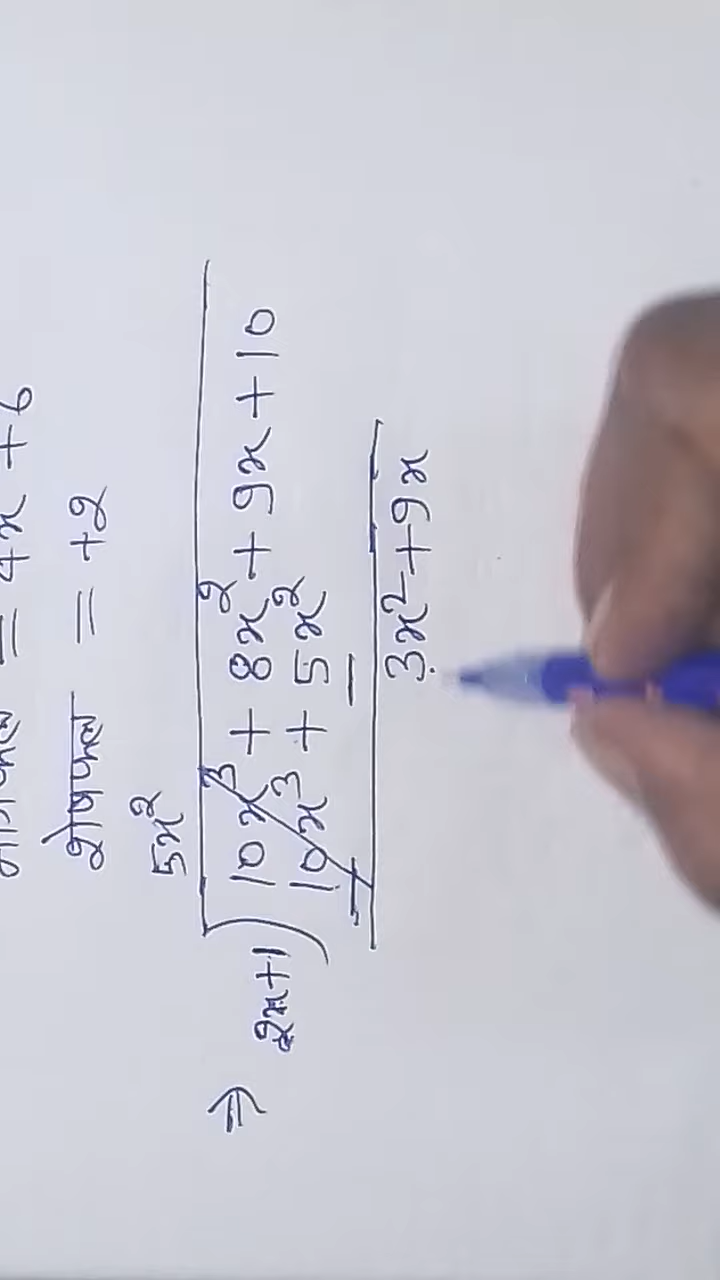 = 4x + 6
शेषफल = +2
5x²
⇒ 2x+1 ) 10x³ + 8x² + 9x + 10
10x³ + 5x²
− −
3x² + 9x